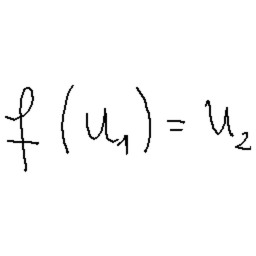 f(u₁) = u₂